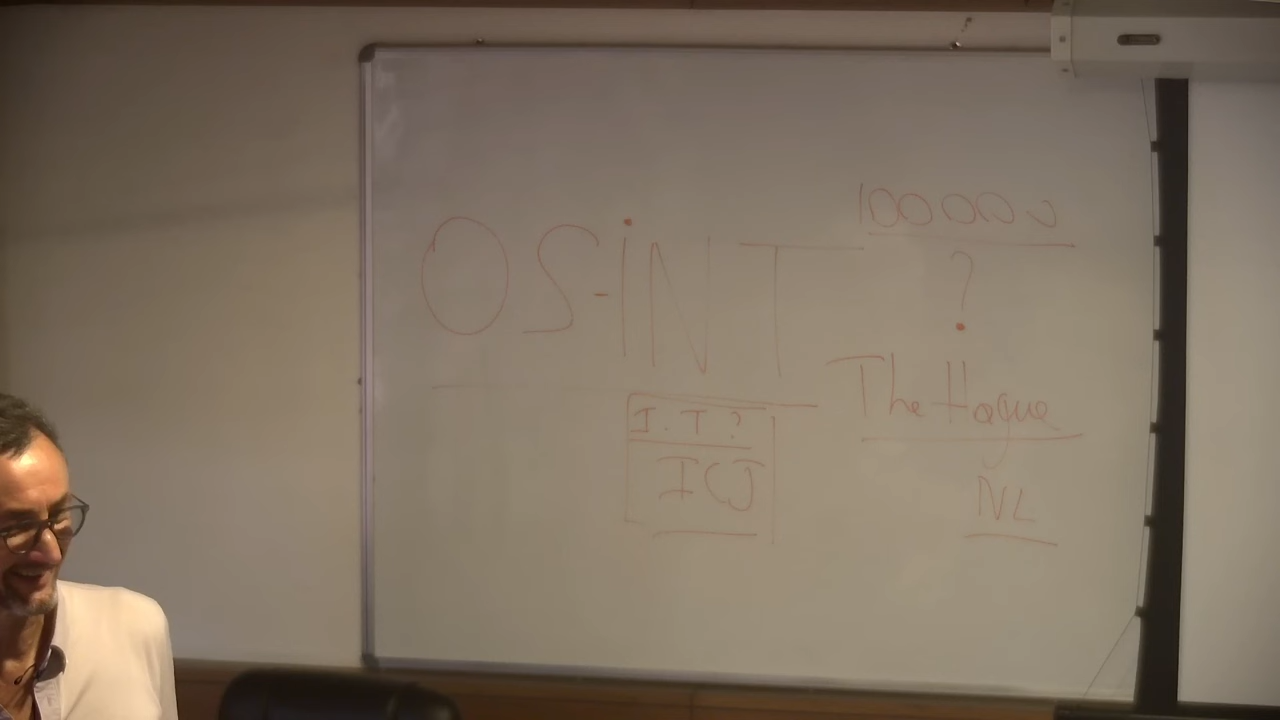 OS-iNT
I.T?
ICJ
100000
?
The Hague
NL